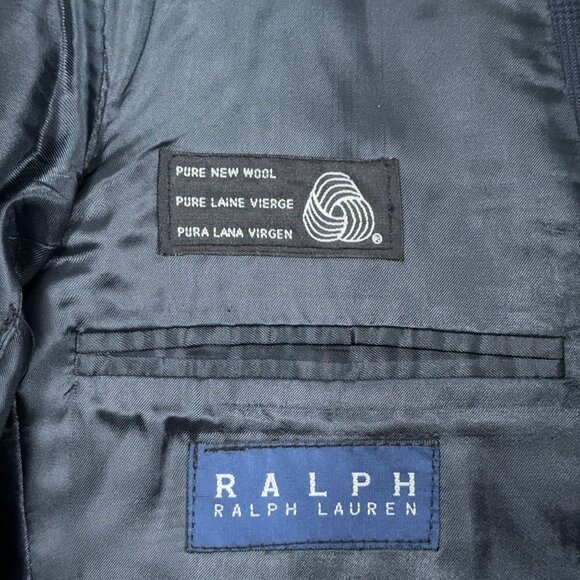 PURE NEW WOOL
PURE LAINE VIERGE
PURA LANA VIRGEN
®
RALPH
RALPH LAUREN